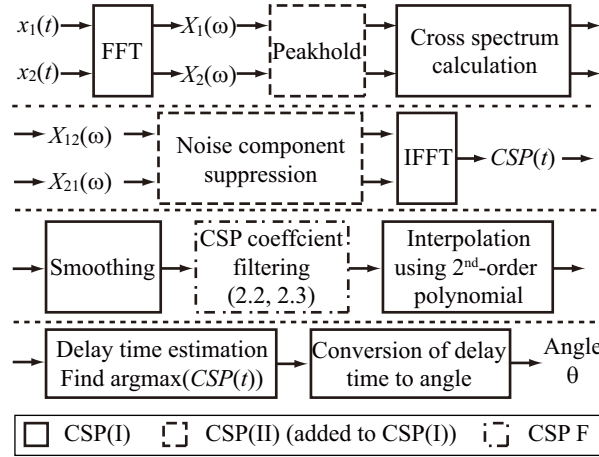 x₁(t) FFT X₁(ω) Peakhold Cross spectrum calculation
x₂(t) X₂(ω)
X₁₂(ω) Noise component suppression IFFT CSP(t)
X₂₁(ω)
Smoothing
CSP coeffcient
filtering
(2.2, 2.3)
Interpolation
using 2ⁿᵈ-order
polynomial
Delay time estimation
Find argmax(CSP(t))
Conversion of delay
time to angle
Angle
θ
CSP(I) CSP(II) (added to CSP(I)) CSP F